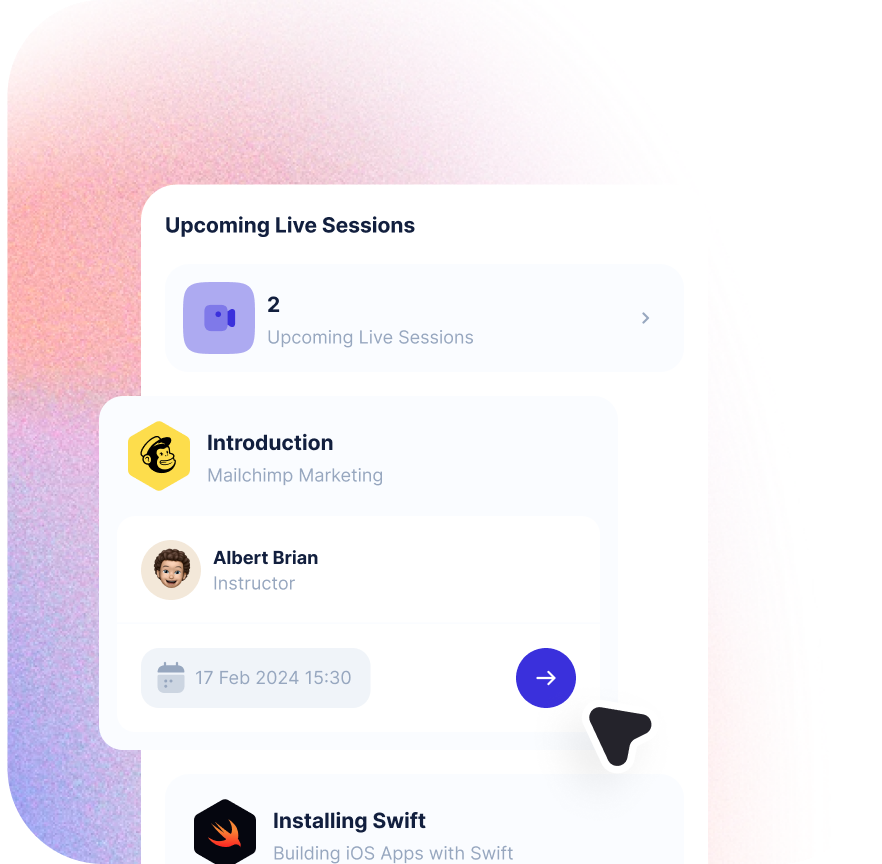 Upcoming Live Sessions
2
Upcoming Live Sessions
Introduction
Mailchimp Marketing
Albert Brian
Instructor
17 Feb 2024 15:30
Installing Swift
Building iOS Apps with Swift